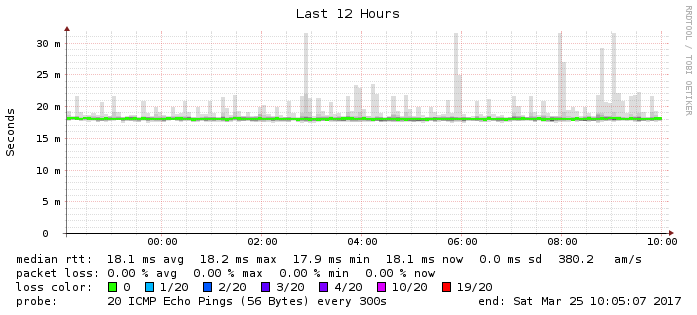 Last 12 Hours
RRDTOOL / TOBI OETIKER
Seconds
30 m
25 m
20 m
15 m
10 m
5 m
0
00:00 02:00 04:00 06:00 08:00 10:00
median rtt: 18.1 ms avg 18.2 ms max 17.9 ms min 18.1 ms now 0.0 ms sd 380.2 am/s
packet loss: 0.00 % avg 0.00 % max 0.00 % min 0.00 % now
loss color: 0 1/20 2/20 3/20 4/20 10/20 19/20
probe: 20 ICMP Echo Pings (56 Bytes) every 300s end: Sat Mar 25 10:05:07 2017